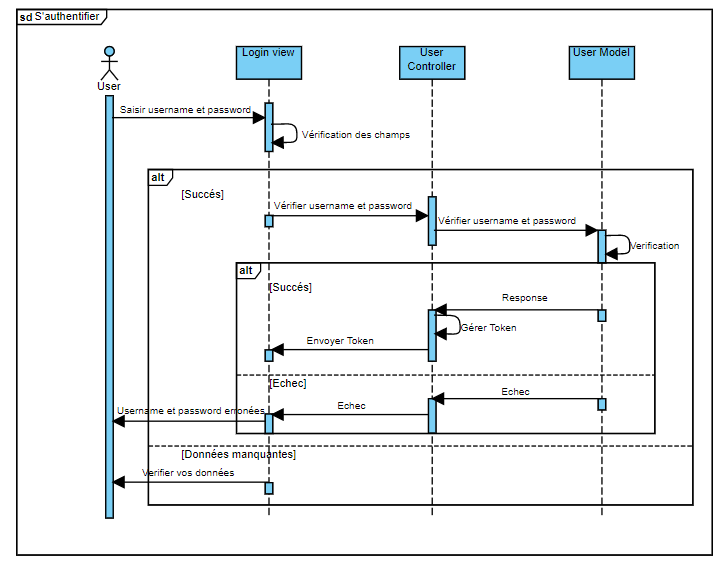 sd S'authentifier
Login view
User
Controller
User Model
User
Saisir username et password
Vérification des champs
alt
[Succés]
Vérifier username et password
Vérifier username et password
Verification
alt
[Succés]
Response
Gérer Token
Envoyer Token
[Echec]
Echec
Echec
Username et password erronées
[Données manquantes]
Verifier vos données